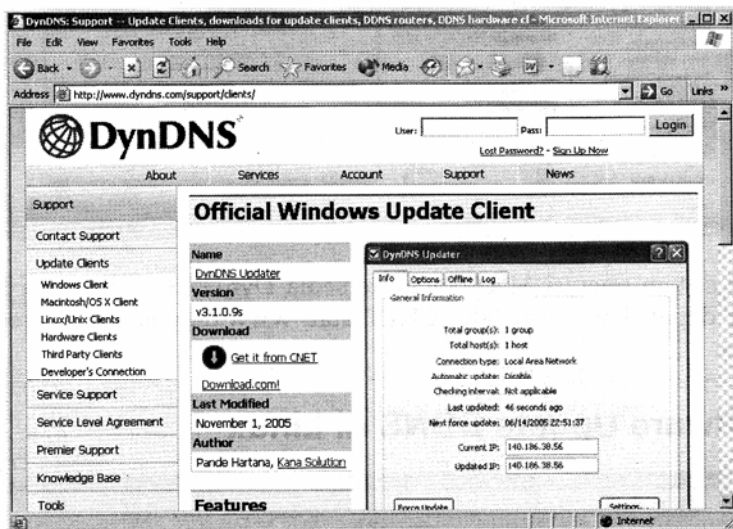 DynDNS: Support -- Update Clients, downloads for update clients, DDNS routers, DDNS hardware cl - Microsoft Internet Explorer
File Edit View Favorites Tools Help
Back Search Favorites Media
Address http://www.dyndns.com/support/clients/ Go Links »
DynDNS
User: Pass: Login
Lost Password? - Sign Up Now
About Services Account Support News
Support
Contact Support
Update Clients
Windows Client
Macintosh/OS X Client
Linux/Unix Clients
Hardware Clients
Third Party Clients
Developer's Connection
Service Support
Service Level Agreement
Premier Support
Knowledge Base
Tools
Official Windows Update Client
Name
DynDNS Updater
Version
v3.1.0.9s
Download
Get it from CNET
Download.com!
Last Modified
November 1, 2005
Author
Pande Hartana, Kana Solution
Features
DynDNS Updater
Info Options Offline Log
General Information
Total group(s): 1 group
Total host(s): 1 host
Connection type: Local Area Network
Automatic update: Disable
Checking interval: Not applicable
Last updated: 46 seconds ago
Next force update: 06/14/2005 22:51:37
Current IP: 140.186.38.56
Updated IP: 140.186.38.56
Force Update Settings...
Internet